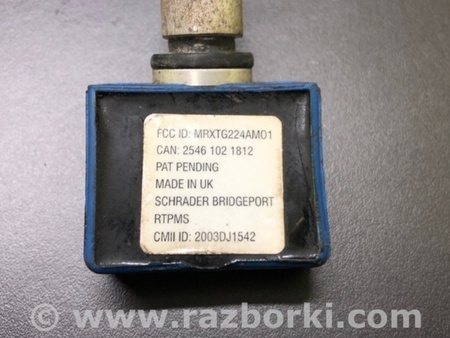 FCC ID: MRXTG224AM01
CAN: 2546 102 1812
PAT PENDING
MADE IN UK
SCHRADER BRIDGEPORT
RTPMS
CMII ID: 2003DJ1542
www.razborki.com